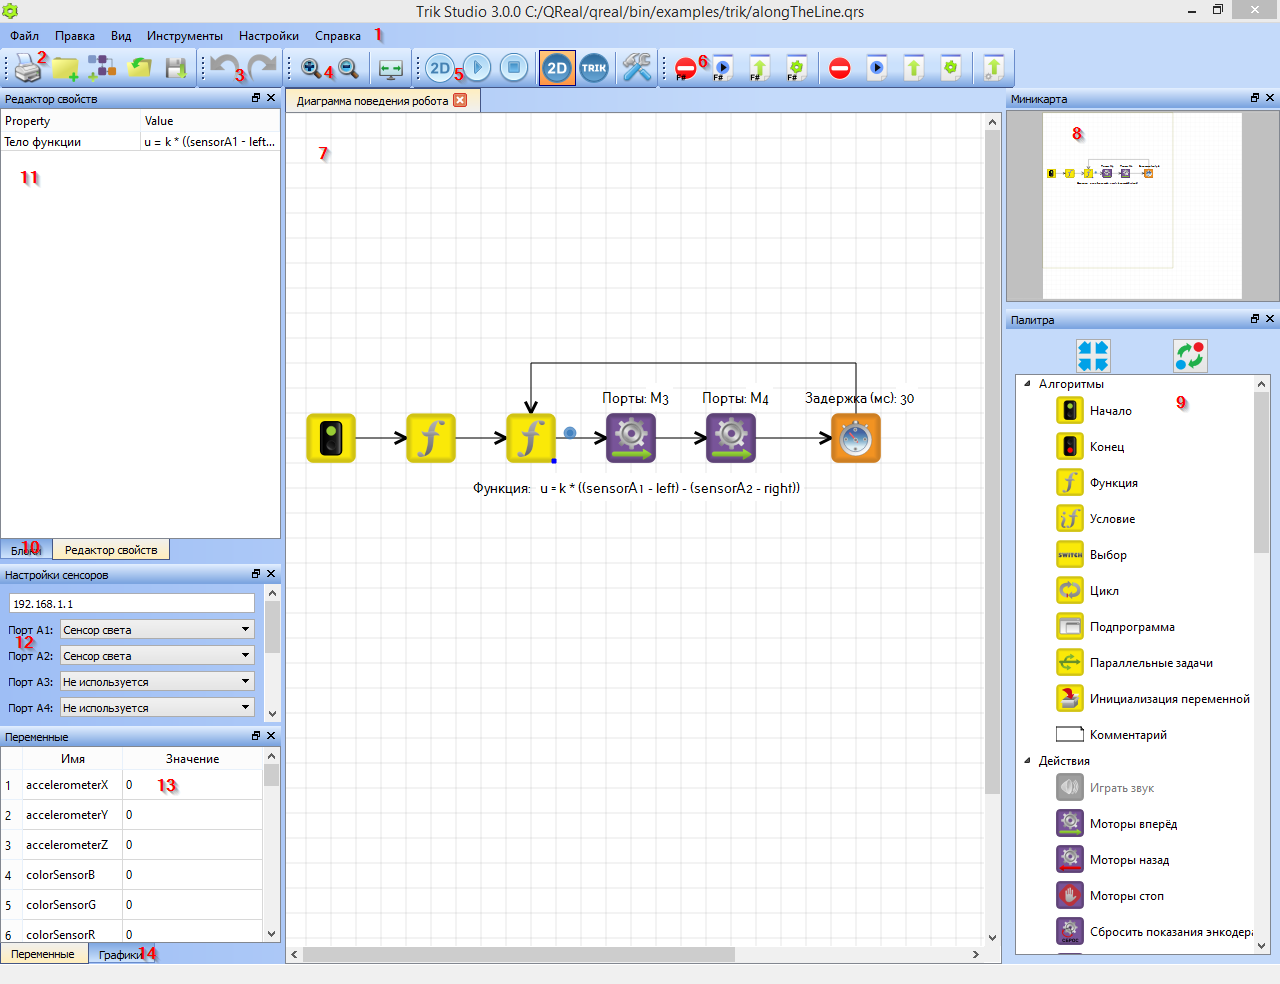 Trik Studio 3.0.0 C:/QReal/qreal/bin/examples/trik/alongTheLine.qrs
Файл Правка Вид Инструменты Настройки Справка 1
2 3 4 2D 5 2D TRIK F# 6 F# F# F#
Редактор свойств
Property Value
Тело функции u = k * ((sensorA1 - left...
11
Блоки 10 Редактор свойств
Настройки сенсоров
192.168.1.1
Порт A1: Сенсор света
12
Порт A2: Сенсор света
Порт A3: Не используется
Порт A4: Не используется
Переменные
Имя Значение
1 accelerometerX 0 13
2 accelerometerY 0
3 accelerometerZ 0
4 colorSensorB 0
5 colorSensorG 0
6 colorSensorR 0
Переменные Графики 14
Диаграмма поведения робота
7
Порты: M3 Порты: M4 Задержка (мс): 30
f f
Функция: u = k * ((sensorA1 - left) - (sensorA2 - right))
Миникарта
8
Палитра
Алгоритмы
9
Начало
Конец
f Функция
if Условие
SWITCH Выбор
Цикл
Подпрограмма
Параллельные задачи
Инициализация переменной
Комментарий
Действия
Играть звук
Моторы вперёд
Моторы назад
Моторы стоп
СБРОС Сбросить показания энкодера